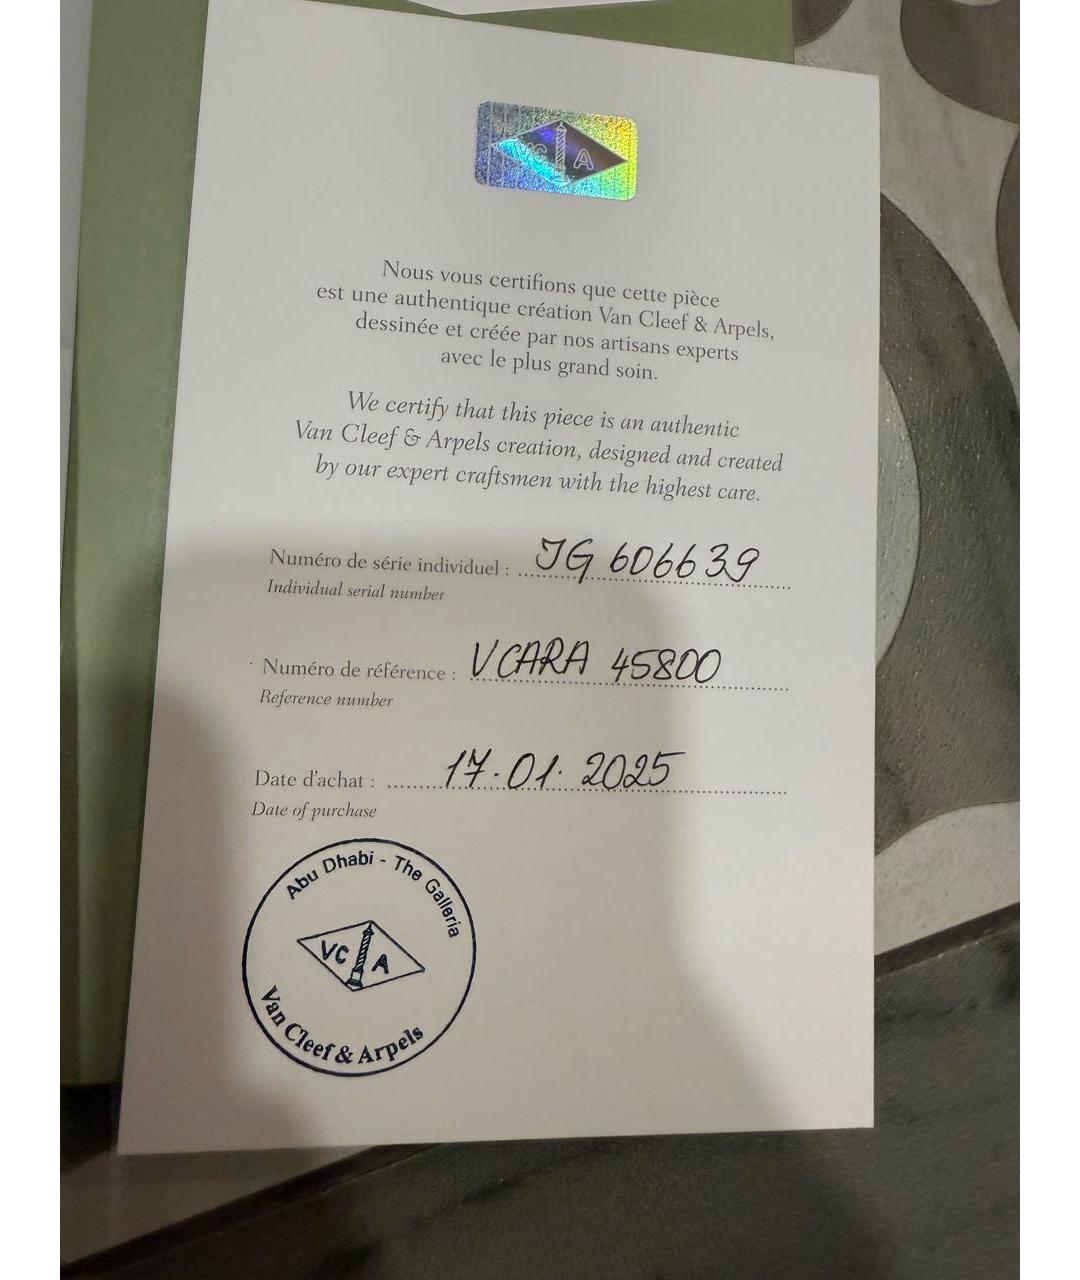 VC A
Nous vous certifions que cette pièce
est une authentique création Van Cleef & Arpels,
dessinée et créée par nos artisans experts
avec le plus grand soin.
We certify that this piece is an authentic
Van Cleef & Arpels creation, designed and created
by our expert craftsmen with the highest care.
Numéro de série individuel : JG 606639
Individual serial number
Numéro de référence : VCARA 45800
Reference number
Date d'achat : 17.01.2025
Date of purchase
Abu Dhabi - The Galleria
VC A
Van Cleef & Arpels